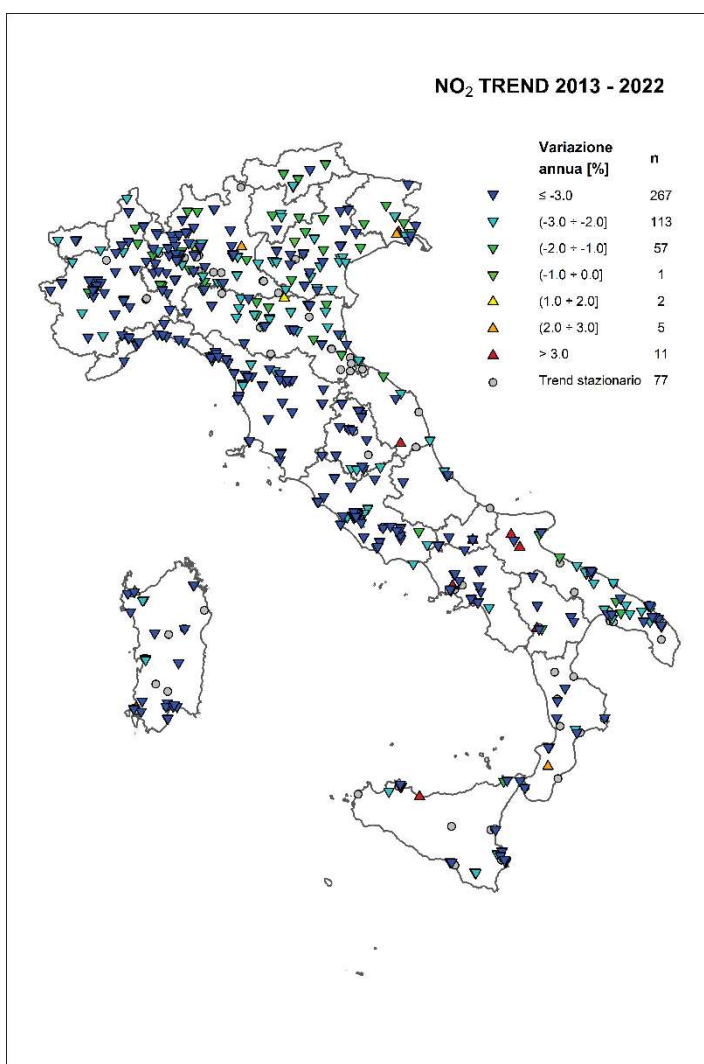 NO₂ TREND 2013 - 2022
Variazione
annua [%] n
≤ -3.0 267
(-3.0 ÷ -2.0] 113
(-2.0 ÷ -1.0] 57
(-1.0 ÷ 0.0] 1
(1.0 ÷ 2.0] 2
(2.0 ÷ 3.0] 5
> 3.0 11
Trend stazionario 77